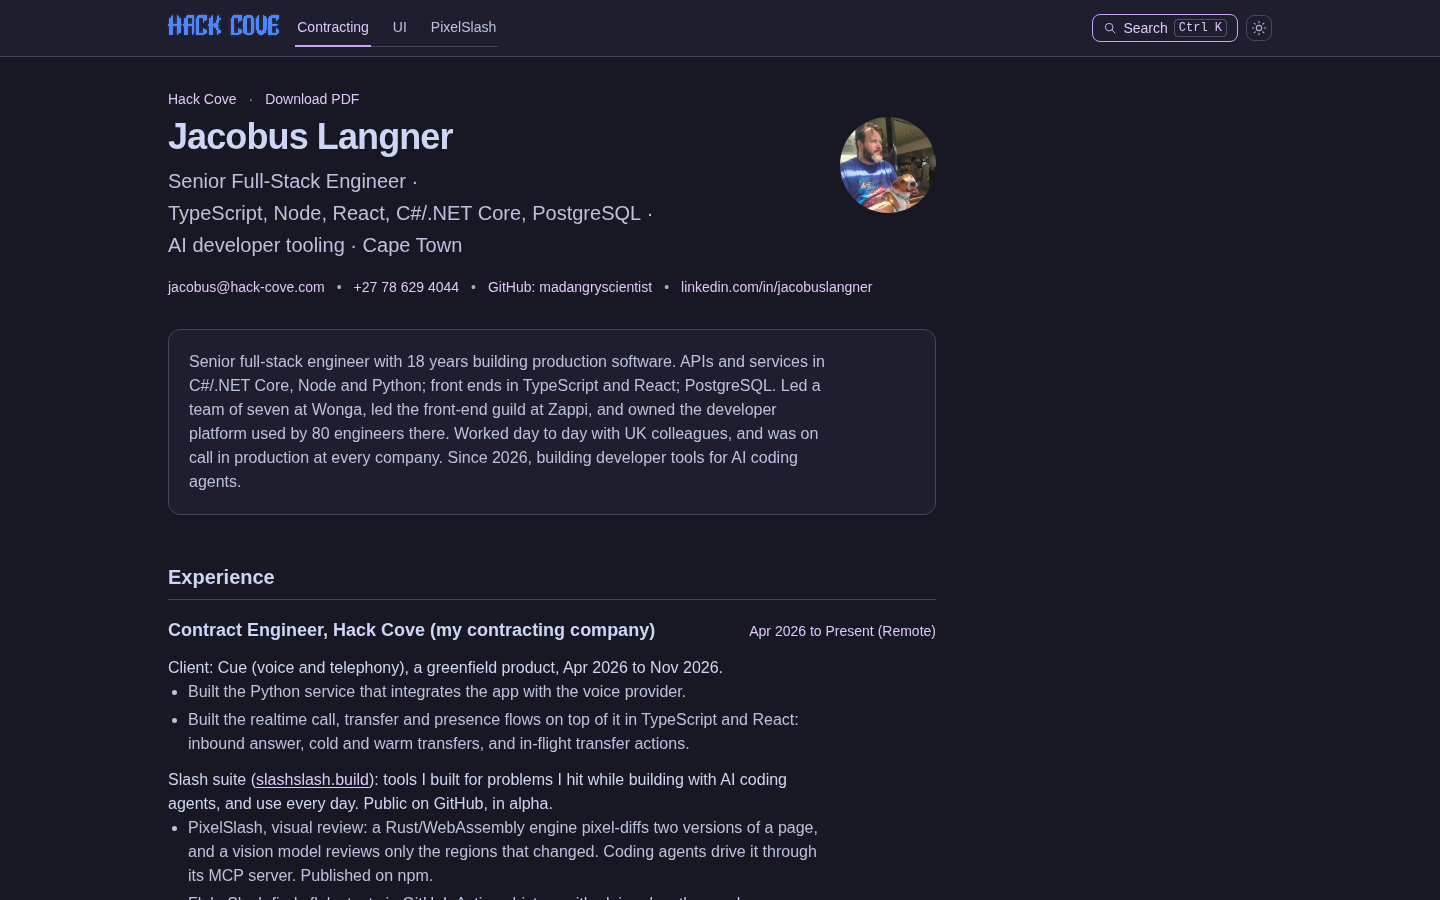 HACK COVE Contracting UI PixelSlash Search Ctrl K
Hack Cove · Download PDF
Jacobus Langner
Senior Full-Stack Engineer ·
TypeScript, Node, React, C#/.NET Core, PostgreSQL ·
AI developer tooling · Cape Town
jacobus@hack-cove.com • +27 78 629 4044 • GitHub: madangryscientist • linkedin.com/in/jacobuslangner
Senior full-stack engineer with 18 years building production software. APIs and services in
C#/.NET Core, Node and Python; front ends in TypeScript and React; PostgreSQL. Led a
team of seven at Wonga, led the front-end guild at Zappi, and owned the developer
platform used by 80 engineers there. Worked day to day with UK colleagues, and was on
call in production at every company. Since 2026, building developer tools for AI coding
agents.
Experience
Contract Engineer, Hack Cove (my contracting company) Apr 2026 to Present (Remote)
Client: Cue (voice and telephony), a greenfield product, Apr 2026 to Nov 2026.
• Built the Python service that integrates the app with the voice provider.
• Built the realtime call, transfer and presence flows on top of it in TypeScript and React:
inbound answer, cold and warm transfers, and in-flight transfer actions.
Slash suite (slashslash.build): tools I built for problems I hit while building with AI coding
agents, and use every day. Public on GitHub, in alpha.
• PixelSlash, visual review: a Rust/WebAssembly engine pixel-diffs two versions of a page,
and a vision model reviews only the regions that changed. Coding agents drive it through
its MCP server. Published on npm.